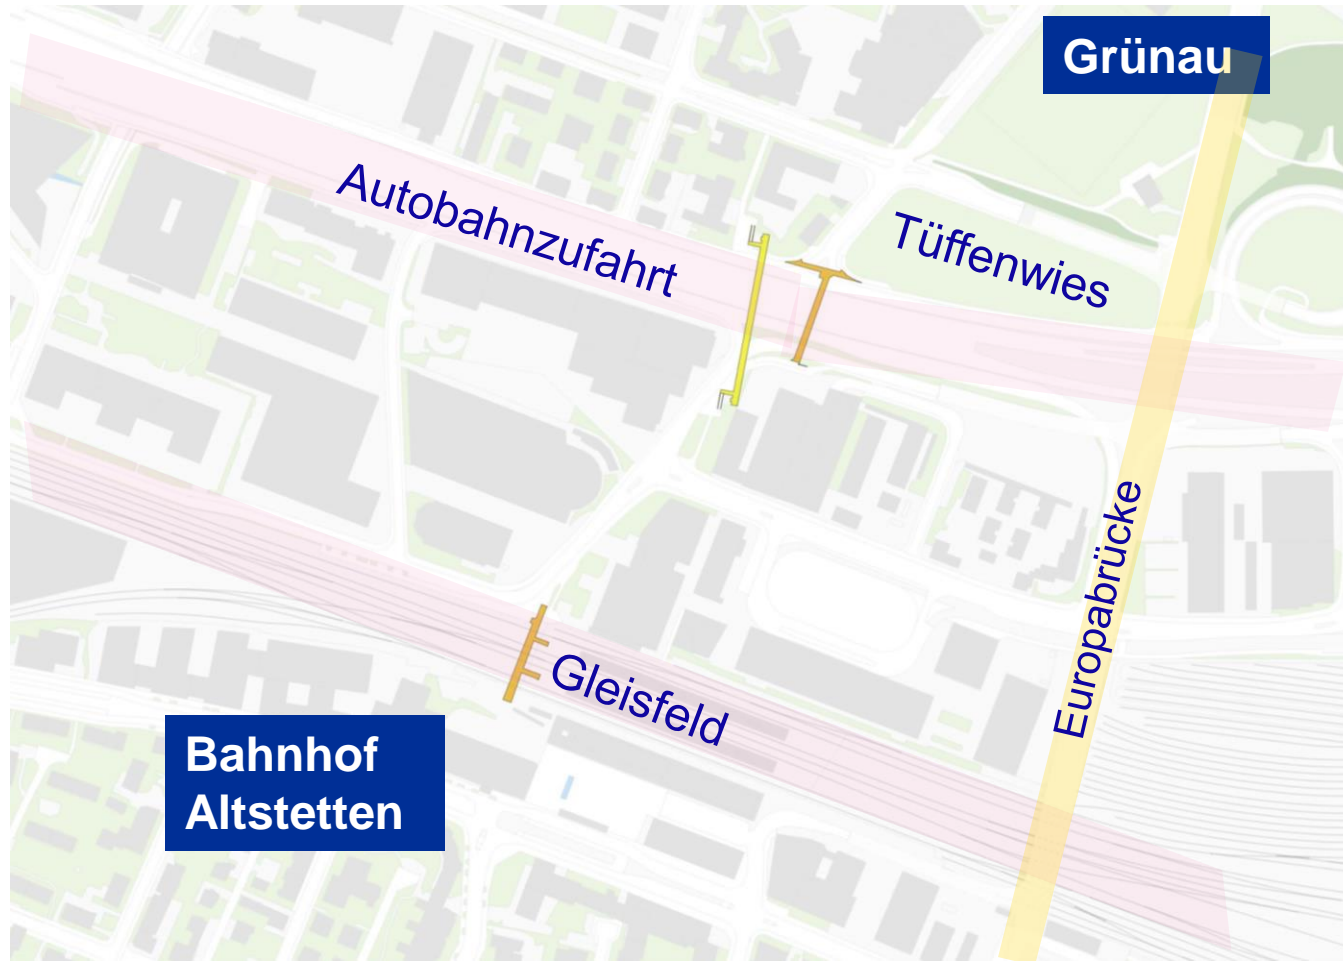 Grünau
Autobahnzufahrt
Tüffenwies
Europabrücke
Gleisfeld
Bahnhof
Altstetten